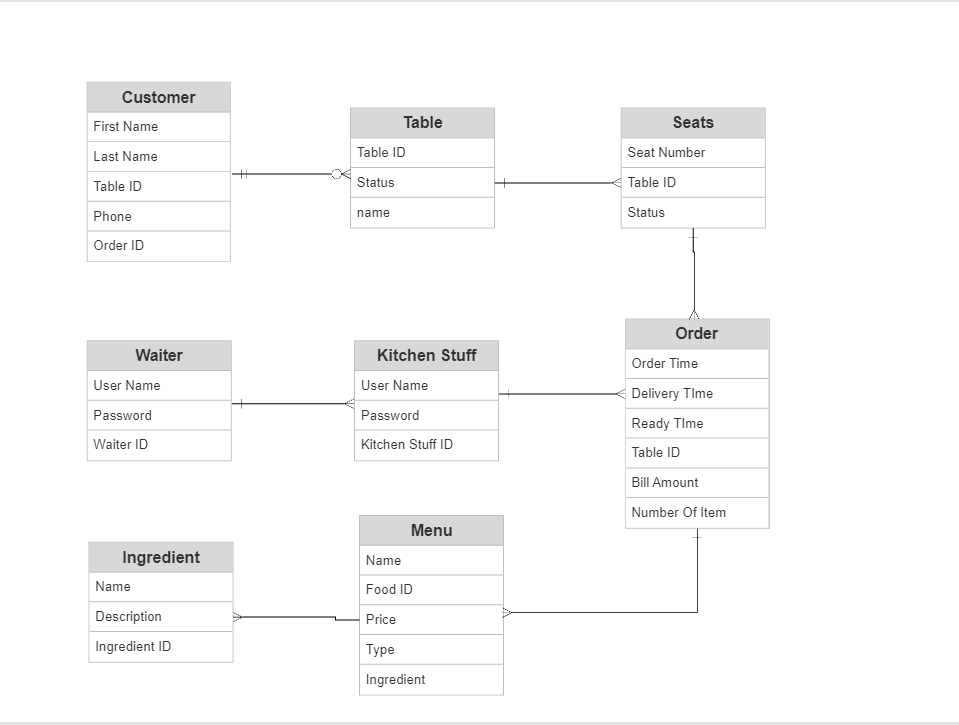 Customer
First Name
Last Name
Table ID
Phone
Order ID
Table
Table ID
Status
name
Seats
Seat Number
Table ID
Status
Waiter
User Name
Password
Waiter ID
Kitchen Stuff
User Name
Password
Kitchen Stuff ID
Order
Order Time
Delivery TIme
Ready TIme
Table ID
Bill Amount
Number Of Item
Ingredient
Name
Description
Ingredient ID
Menu
Name
Food ID
Price
Type
Ingredient